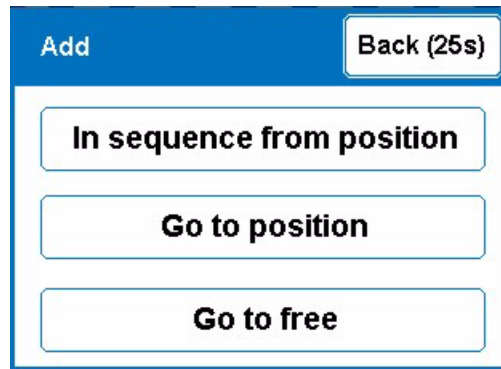 Add
Back (25s)
In sequence from position
Go to position
Go to free